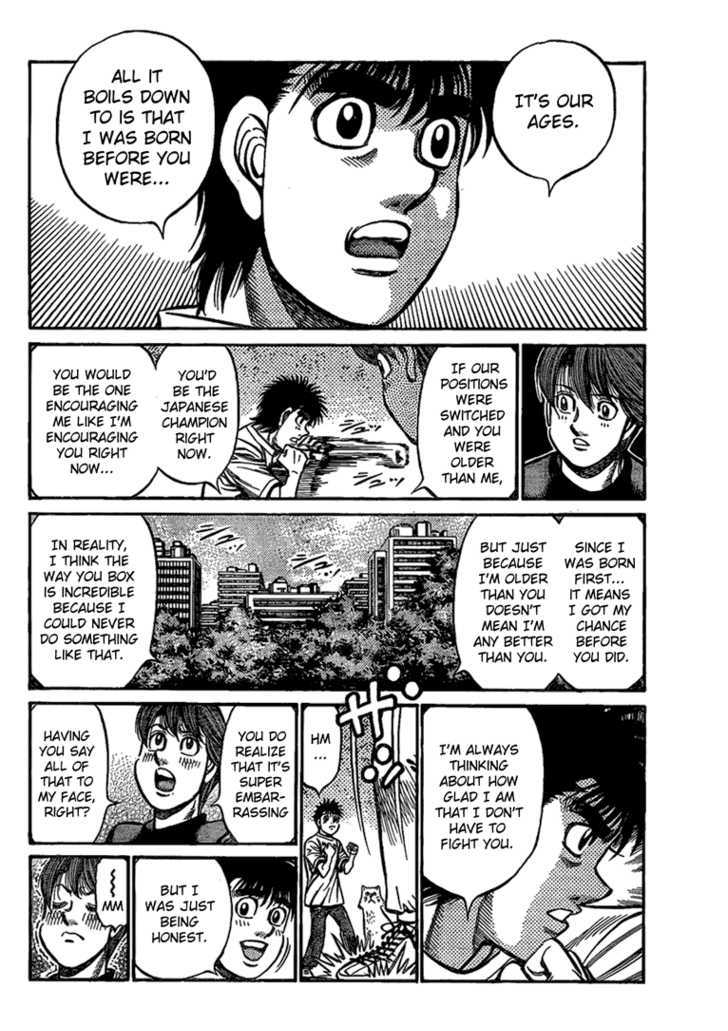 IT'S OUR
AGES.
ALL IT
BOILS DOWN
TO IS THAT
I WAS BORN
BEFORE YOU
WERE...
IF OUR
POSITIONS
WERE
SWITCHED
AND YOU
WERE
OLDER
THAN ME,
YOU'D
BE THE
JAPANESE
CHAMPION
RIGHT
NOW.
YOU WOULD
BE THE ONE
ENCOURAGING
ME LIKE I'M
ENCOURAGING
YOU RIGHT
NOW...
SINCE I
WAS BORN
FIRST...
IT MEANS
I GOT MY
CHANCE
BEFORE
YOU DID.
BUT JUST
BECAUSE
I'M OLDER
THAN YOU
DOESN'T
MEAN I'M
ANY BETTER
THAN YOU.
IN REALITY,
I THINK THE
WAY YOU BOX
IS INCREDIBLE
BECAUSE I
COULD NEVER
DO SOMETHING
LIKE THAT.
I'M ALWAYS
THINKING
ABOUT HOW
GLAD I AM
THAT I DON'T
HAVE TO
FIGHT YOU.
HM
...
YOU DO
REALIZE
THAT IT'S
SUPER
EMBAR-
RASSING
HAVING
YOU SAY
ALL OF
THAT TO
MY FACE,
RIGHT?
BUT I
WAS JUST
BEING
HONEST.
MM